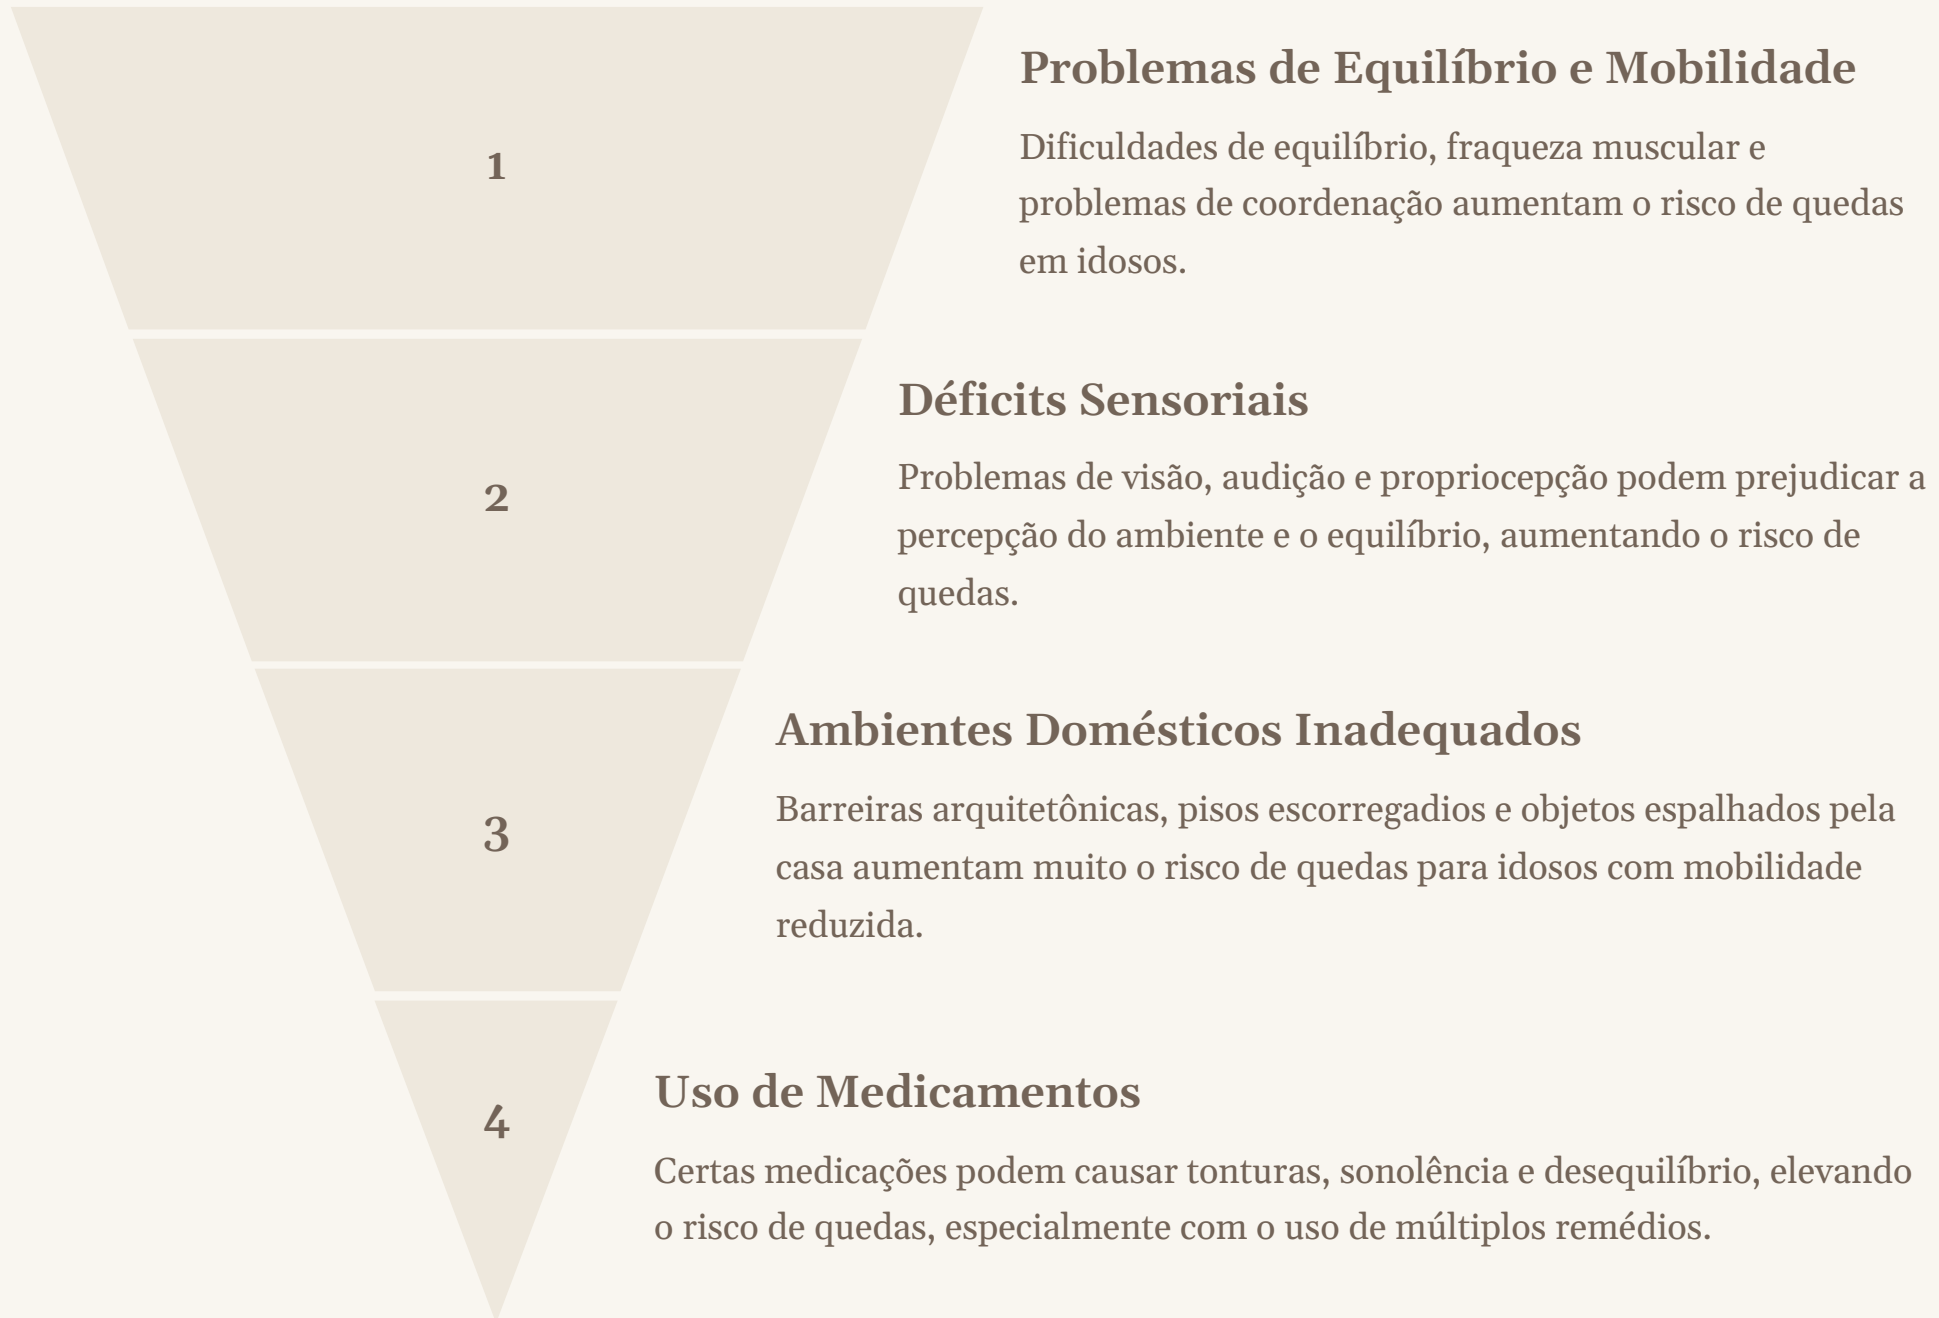 1
Problemas de Equilíbrio e Mobilidade
Dificuldades de equilíbrio, fraqueza muscular e
problemas de coordenação aumentam o risco de quedas
em idosos.
2
Déficits Sensoriais
Problemas de visão, audição e propriocepção podem prejudicar a
percepção do ambiente e o equilíbrio, aumentando o risco de
quedas.
3
Ambientes Domésticos Inadequados
Barreiras arquitetônicas, pisos escorregadios e objetos espalhados pela
casa aumentam muito o risco de quedas para idosos com mobilidade
reduzida.
4
Uso de Medicamentos
Certas medicações podem causar tonturas, sonolência e desequilíbrio, elevando
o risco de quedas, especialmente com o uso de múltiplos remédios.